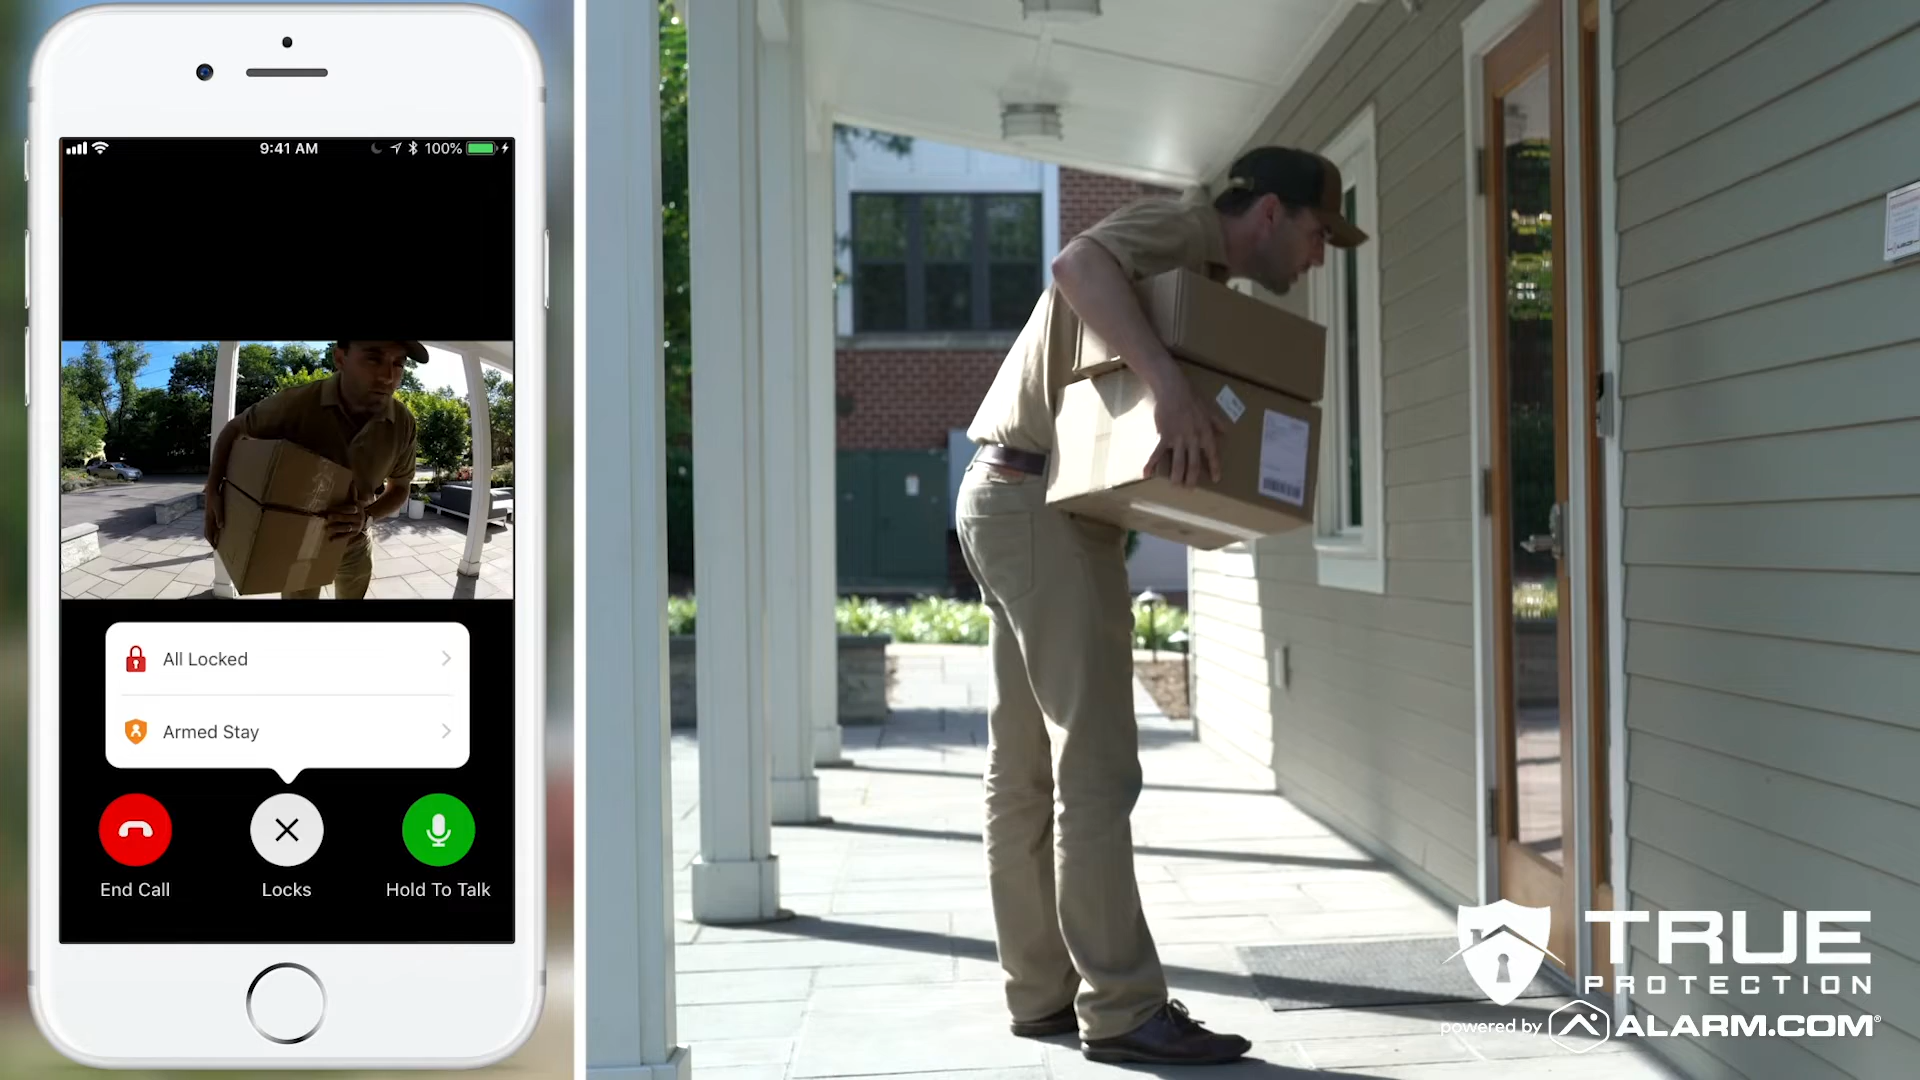 9:41 AM
100%
All Locked
Armed Stay
End Call
Locks
Hold To Talk
TRUE
PROTECTION
powered by ALARM.COM®